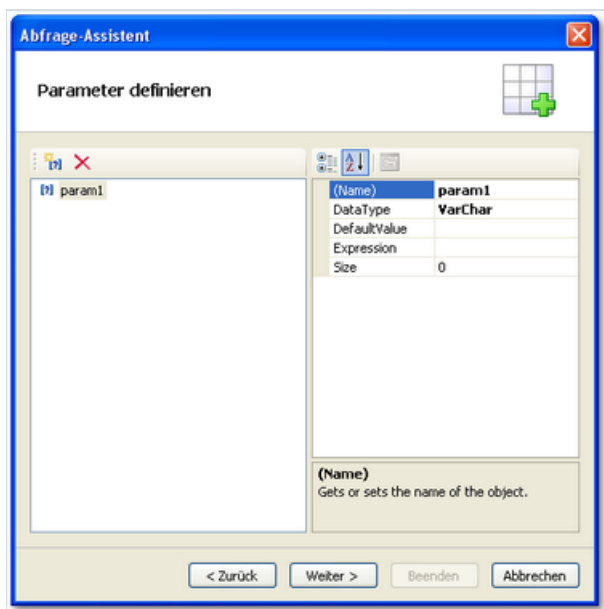 Abfrage-Assistent
Parameter definieren
param1
(Name) param1
DataType VarChar
DefaultValue
Expression
Size 0
(Name)
Gets or sets the name of the object.
< Zurück Weiter > Beenden Abbrechen